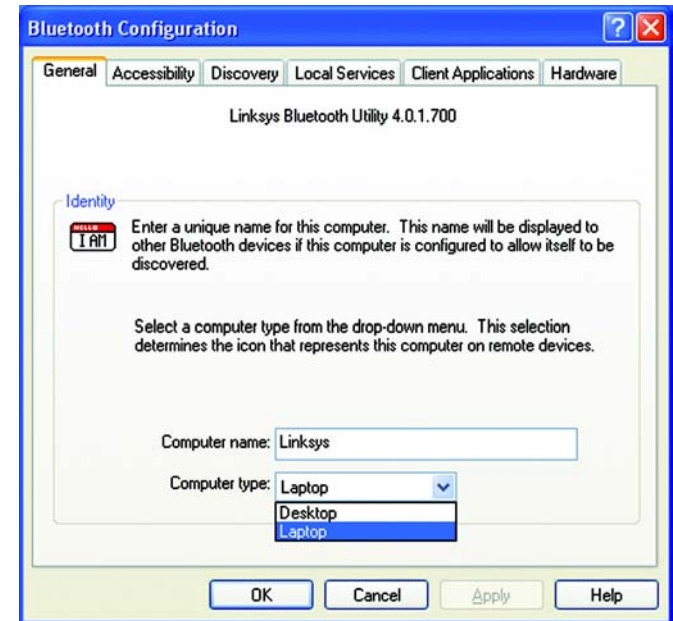 Bluetooth Configuration
General Accessibility Discovery Local Services Client Applications Hardware
Linksys Bluetooth Utility 4.0.1.700
Identity
HELLO
I AM
Enter a unique name for this computer. This name will be displayed to
other Bluetooth devices if this computer is configured to allow itself to be
discovered.
Select a computer type from the drop-down menu. This selection
determines the icon that represents this computer on remote devices.
Computer name: Linksys
Computer type: Laptop
Desktop
Laptop
OK Cancel Apply Help